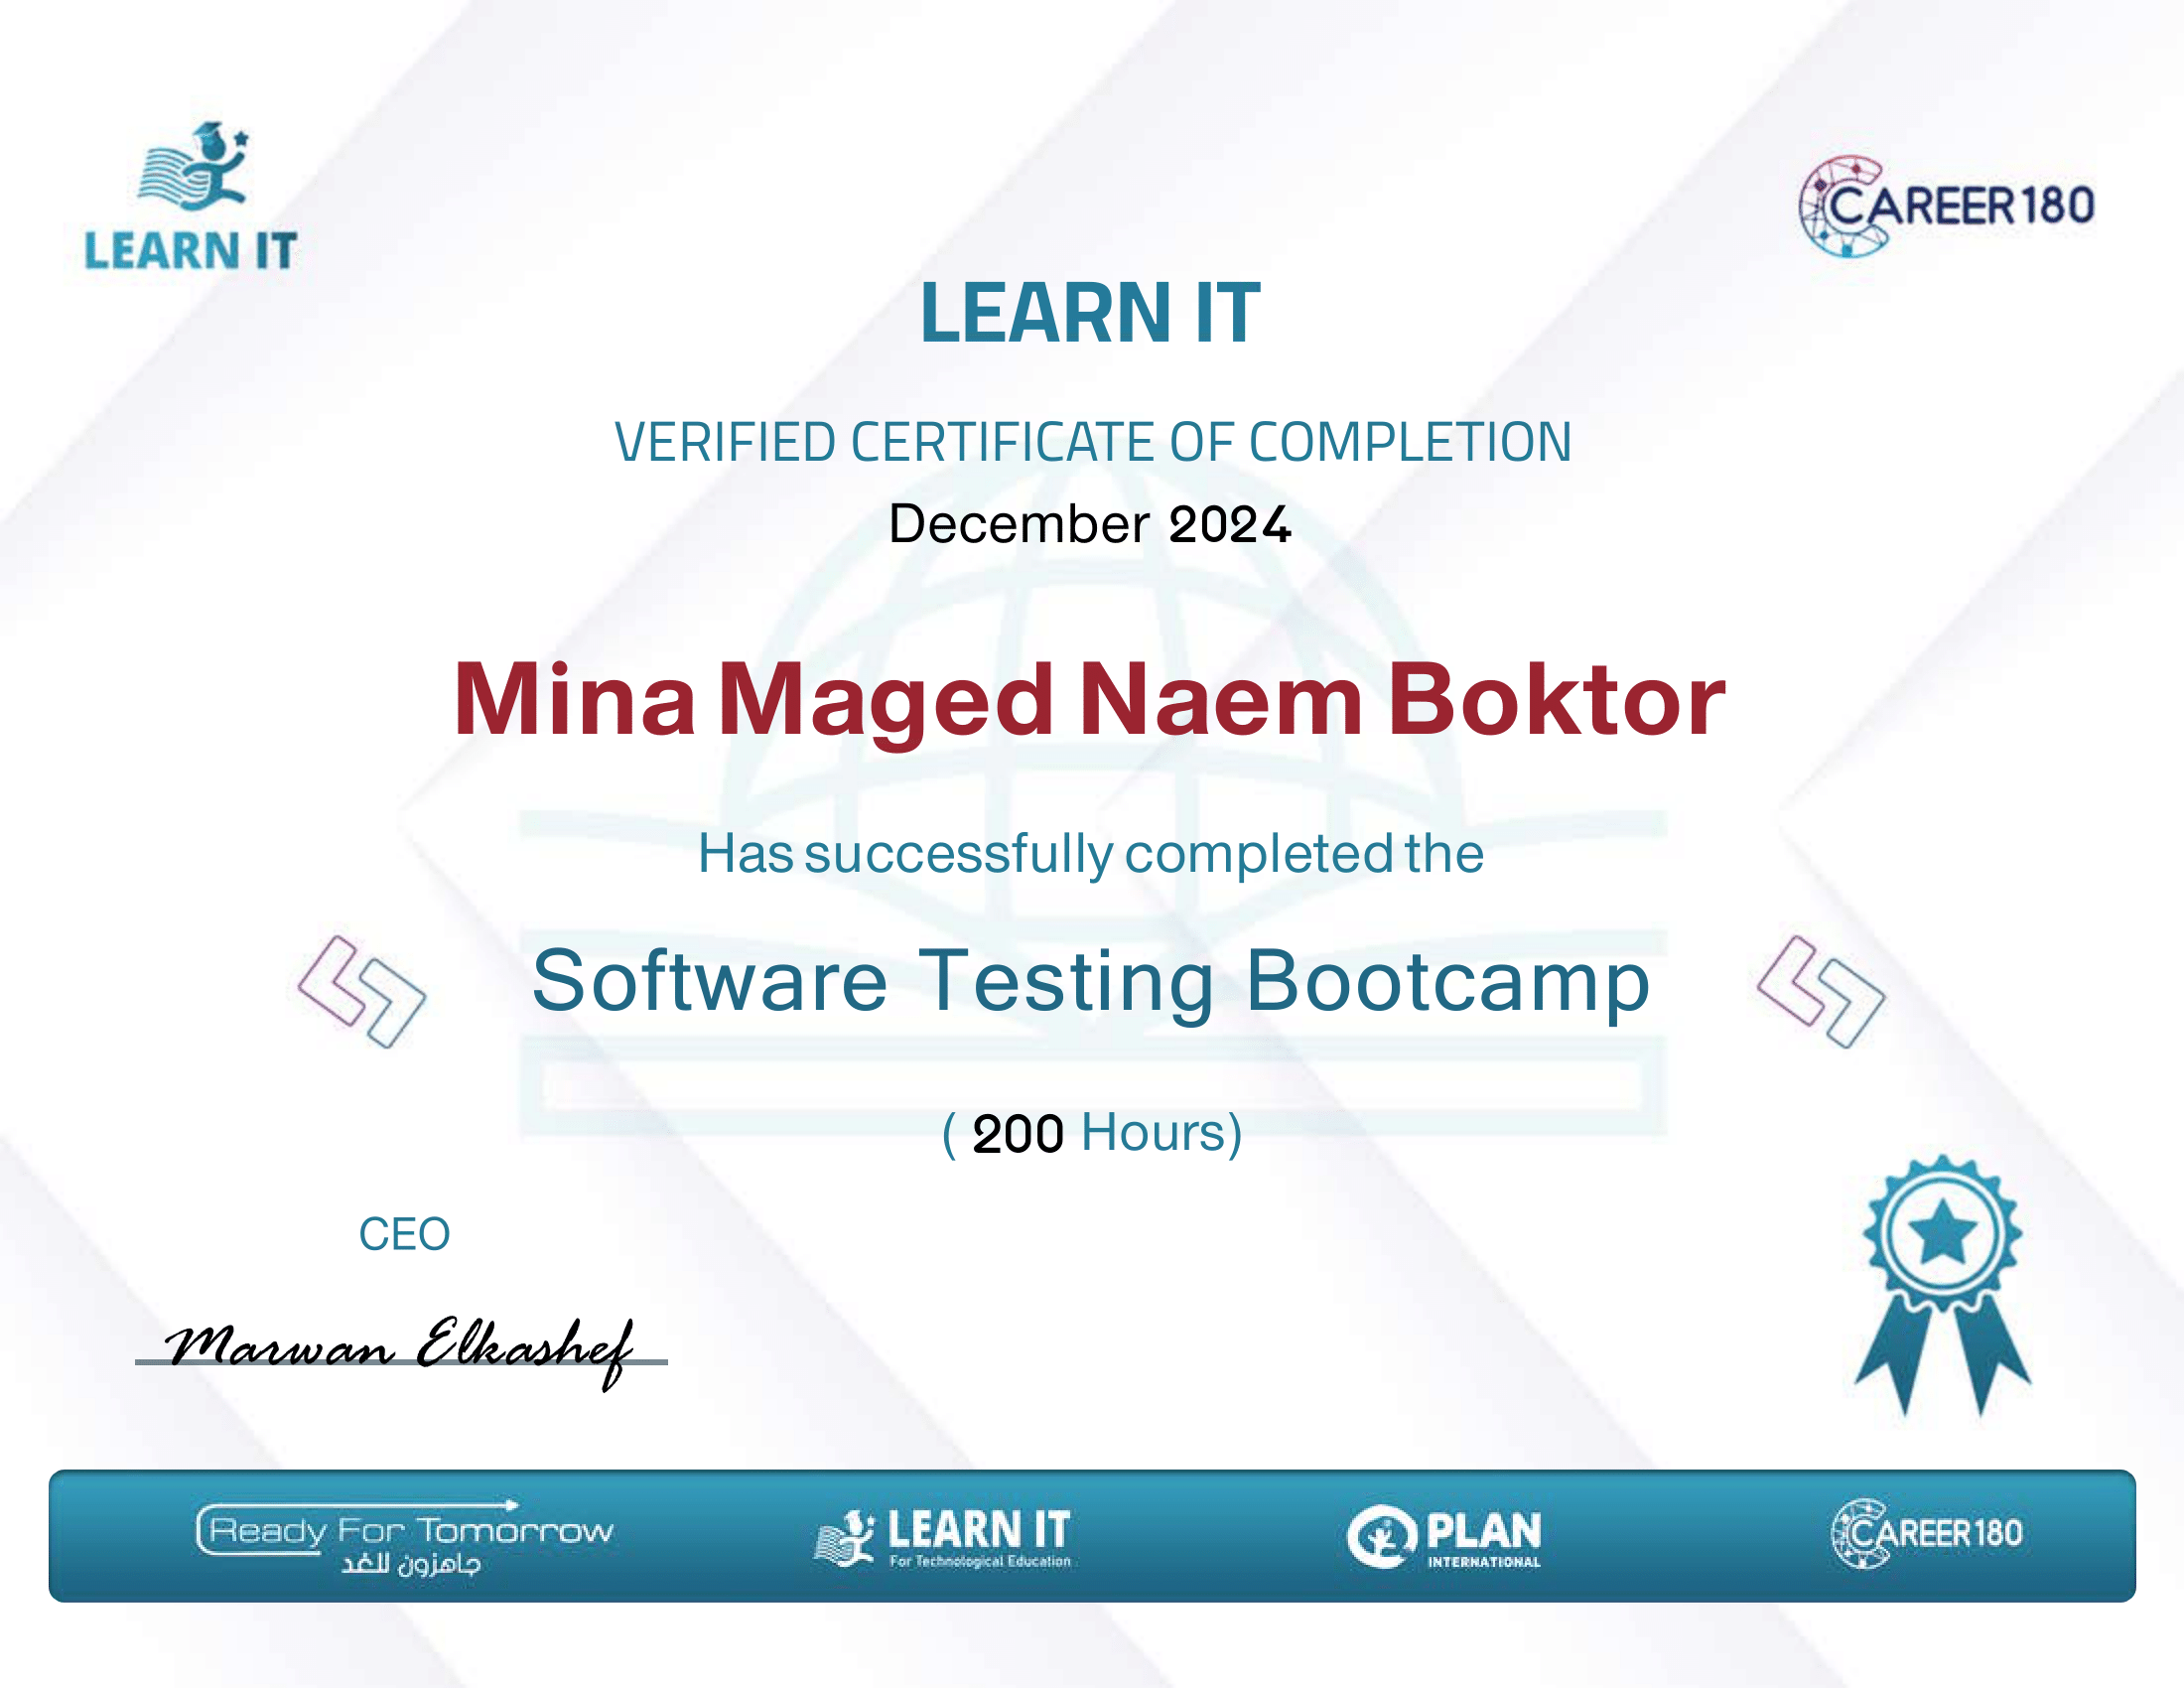 LEARN IT
CAREER180
LEARN IT
VERIFIED CERTIFICATE OF COMPLETION
December 2024
Mina Maged Naem Boktor
Has successfully completed the
Software Testing Bootcamp
( 200 Hours)
CEO
Marwan Elkashef
Ready For Tomorrow
جاهزون للغد
LEARN IT
For Technological Education
PLAN
INTERNATIONAL
CAREER180